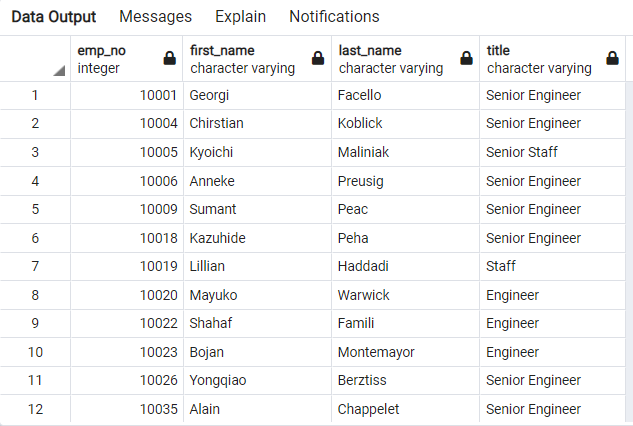 Data Output Messages Explain Notifications
emp_no first_name last_name title
integer character varying character varying character varying
1 10001 Georgi Facello Senior Engineer
2 10004 Chirstian Koblick Senior Engineer
3 10005 Kyoichi Maliniak Senior Staff
4 10006 Anneke Preusig Senior Engineer
5 10009 Sumant Peac Senior Engineer
6 10018 Kazuhide Peha Senior Engineer
7 10019 Lillian Haddadi Staff
8 10020 Mayuko Warwick Engineer
9 10022 Shahaf Famili Engineer
10 10023 Bojan Montemayor Engineer
11 10026 Yongqiao Berztiss Senior Engineer
12 10035 Alain Chappelet Senior Engineer